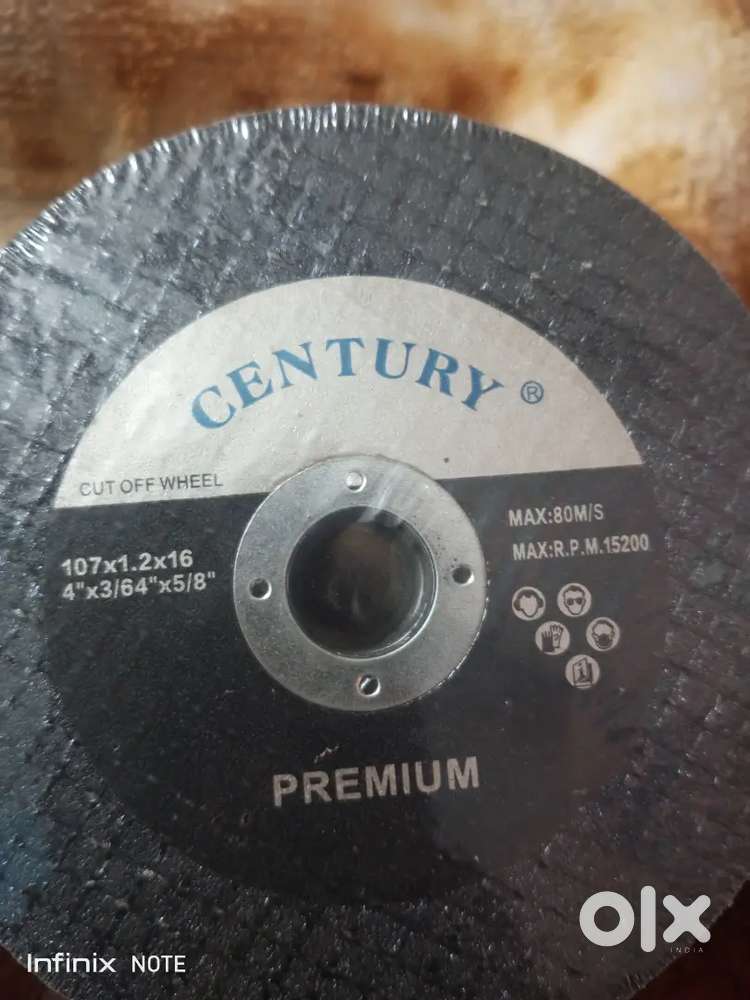 CENTURY ®
CUT OFF WHEEL
107x1.2x16
4"x3/64"x5/8"
MAX:80M/S
MAX:R.P.M.15200
PREMIUM
olx
INDIA
Infinix NOTE